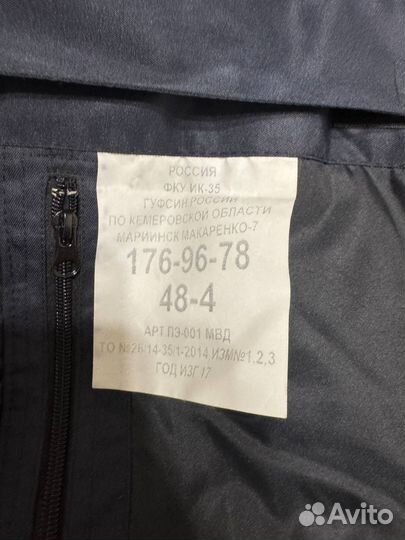 РОССИЯ
ФКУ ИК-35
ГУФСИН РОССИИ
ПО КЕМЕРОВСКОЙ ОБЛАСТИ
МАРИИНСК МАКАРЕНКО-7
176-96-78
48-4
АРТ ПЭ-001 МВД
ТО №26/14-35/1-2014 ИЗМ№1,2,3
ГОД ИЗГ 17
Avito